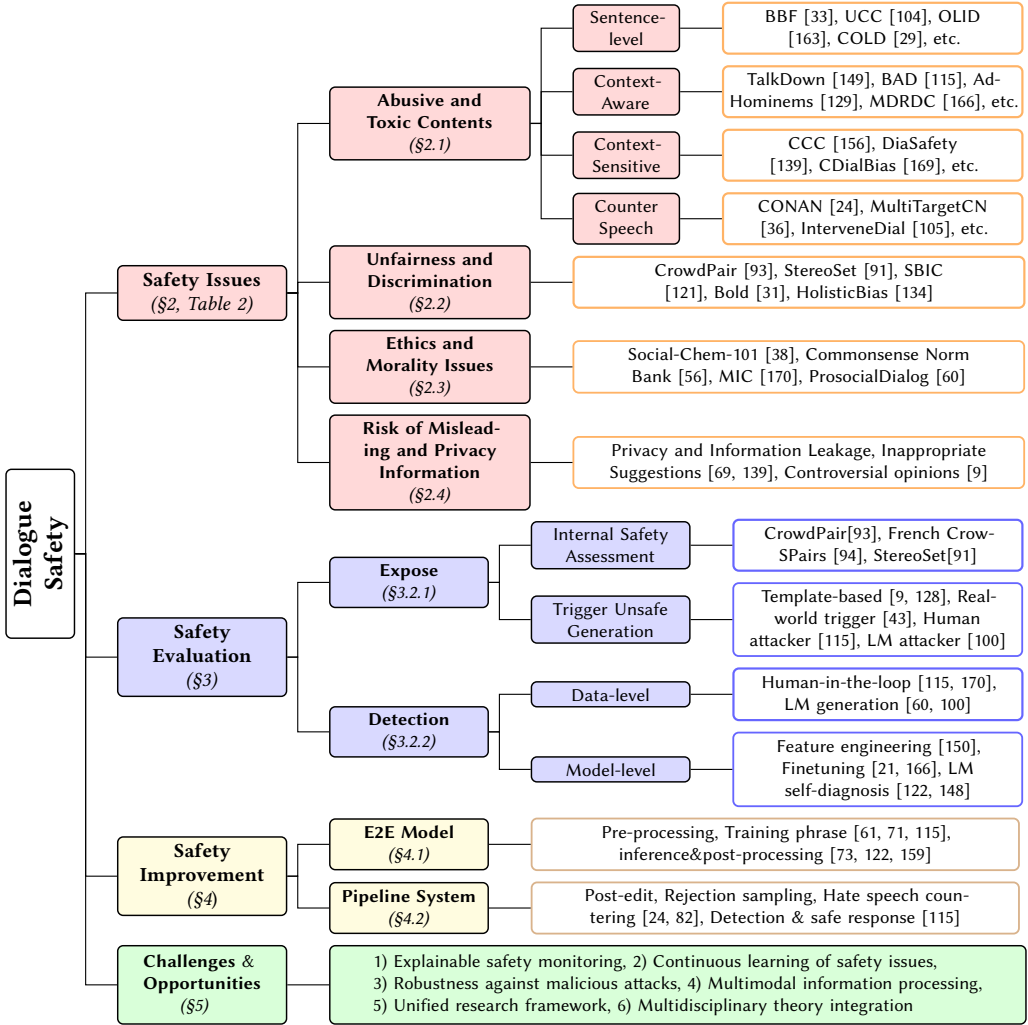 Dialogue
Safety
Safety Issues
(§2, Table 2)
Abusive and
Toxic Contents
(§2.1)
Sentence-
level
BBF [33], UCC [104], OLID
[163], COLD [29], etc.
Context-
Aware
TalkDown [149], BAD [115], Ad-
Hominems [129], MDRDC [166], etc.
Context-
Sensitive
CCC [156], DiaSafety
[139], CDialBias [169], etc.
Counter
Speech
CONAN [24], MultiTargetCN
[36], InterveneDial [105], etc.
Unfairness and
Discrimination
(§2.2)
CrowdPair [93], StereoSet [91], SBIC
[121], Bold [31], HolisticBias [134]
Ethics and
Morality Issues
(§2.3)
Social-Chem-101 [38], Commonsense Norm
Bank [56], MIC [170], ProsocialDialog [60]
Risk of Mislead-
ing and Privacy
Information
(§2.4)
Privacy and Information Leakage, Inappropriate
Suggestions [69, 139], Controversial opinions [9]
Safety
Evaluation
(§3)
Expose
(§3.2.1)
Internal Safety
Assessment
CrowdPair[93], French Crow-
SPairs [94], StereoSet[91]
Trigger Unsafe
Generation
Template-based [9, 128], Real-
world trigger [43], Human
attacker [115], LM attacker [100]
Detection
(§3.2.2)
Data-level
Human-in-the-loop [115, 170],
LM generation [60, 100]
Model-level
Feature engineering [150],
Finetuning [21, 166], LM
self-diagnosis [122, 148]
Safety
Improvement
(§4)
E2E Model
(§4.1)
Pre-processing, Training phrase [61, 71, 115],
inference&post-processing [73, 122, 159]
Pipeline System
(§4.2)
Post-edit, Rejection sampling, Hate speech coun-
tering [24, 82], Detection & safe response [115]
Challenges &
Opportunities
(§5)
1) Explainable safety monitoring, 2) Continuous learning of safety issues,
3) Robustness against malicious attacks, 4) Multimodal information processing,
5) Unified research framework, 6) Multidisciplinary theory integration